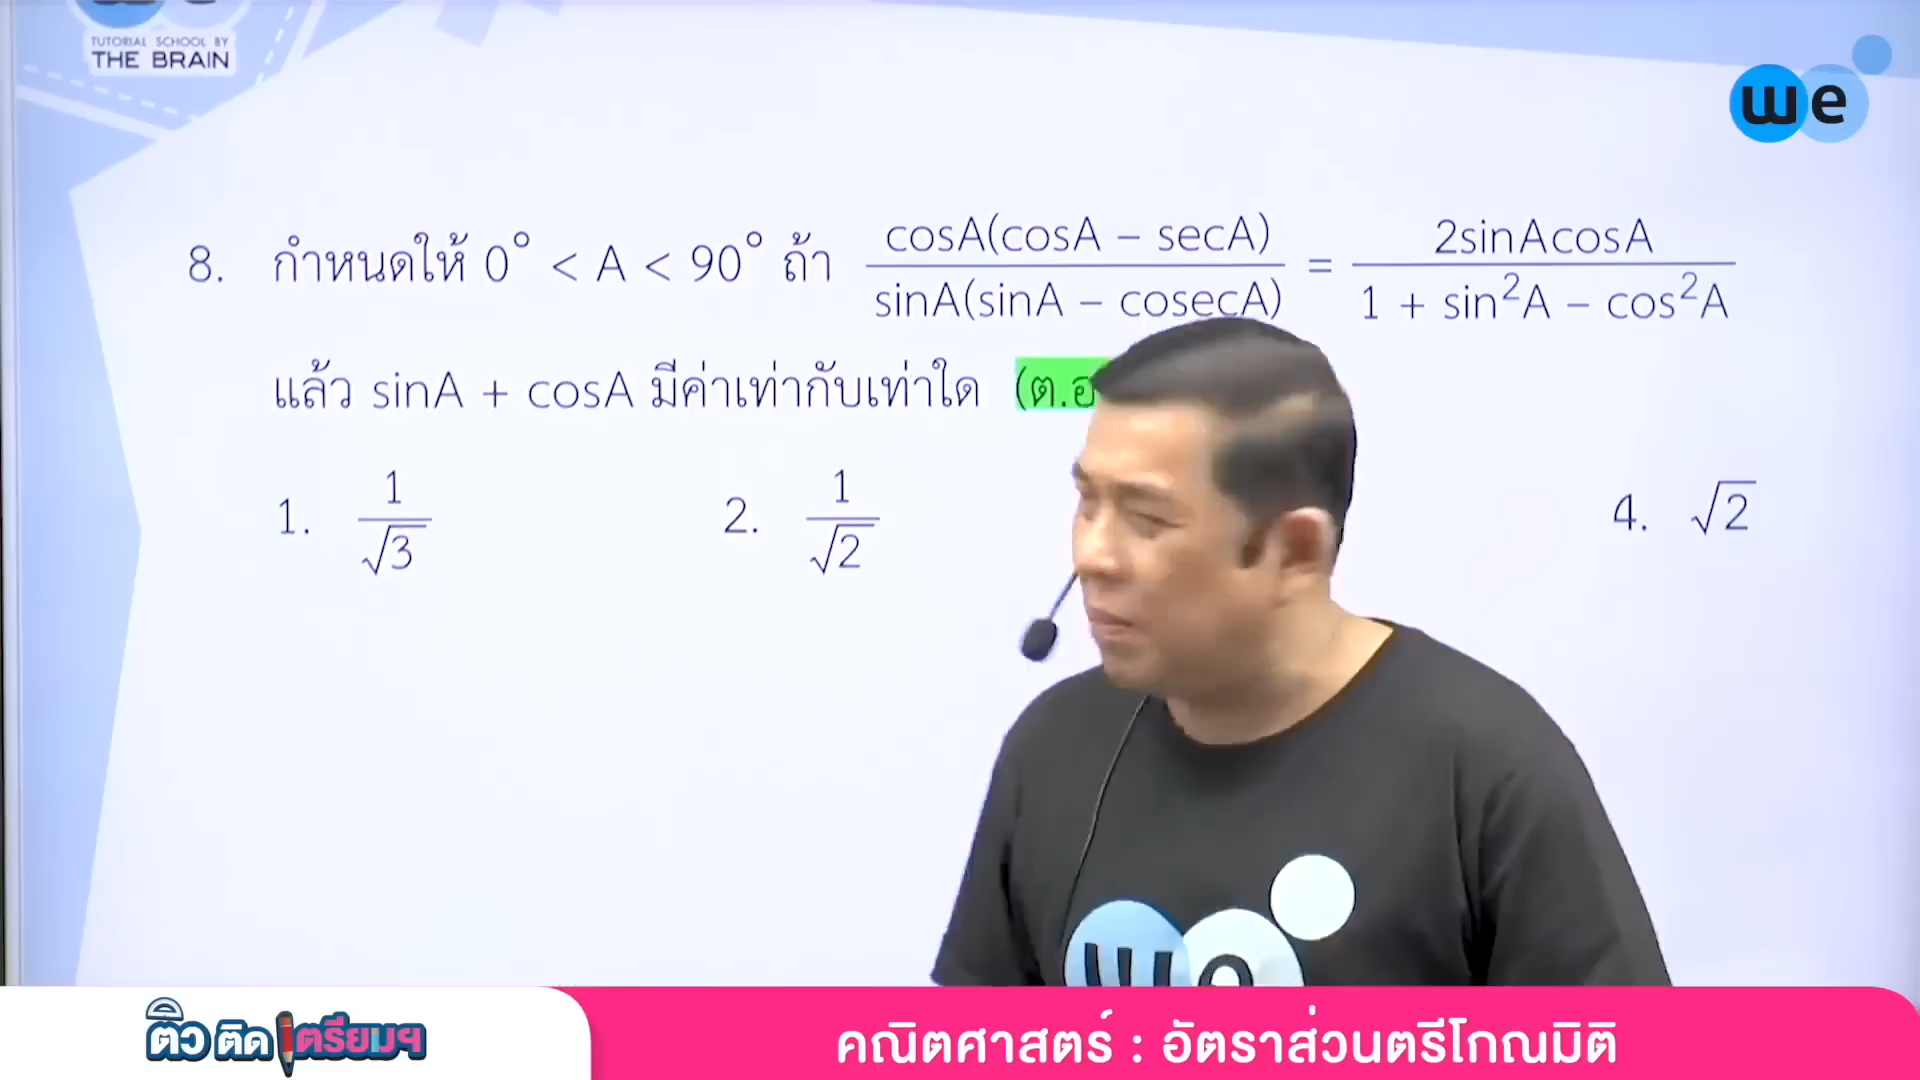 TUTORIAL SCHOOL BY
THE BRAIN
we
8. กำหนดให้ 0° < A < 90° ถ้า cosA(cosA – secA) / sinA(sinA – cosecA) = 2sinAcosA / 1 + sin²A – cos²A
แล้ว sinA + cosA มีค่าเท่ากับเท่าใด (ต.อ
1. 1/√3 2. 1/√2 4. √2
we
ติว ติด เตรียมฯ
คณิตศาสตร์ : อัตราส่วนตรีโกณมิติ